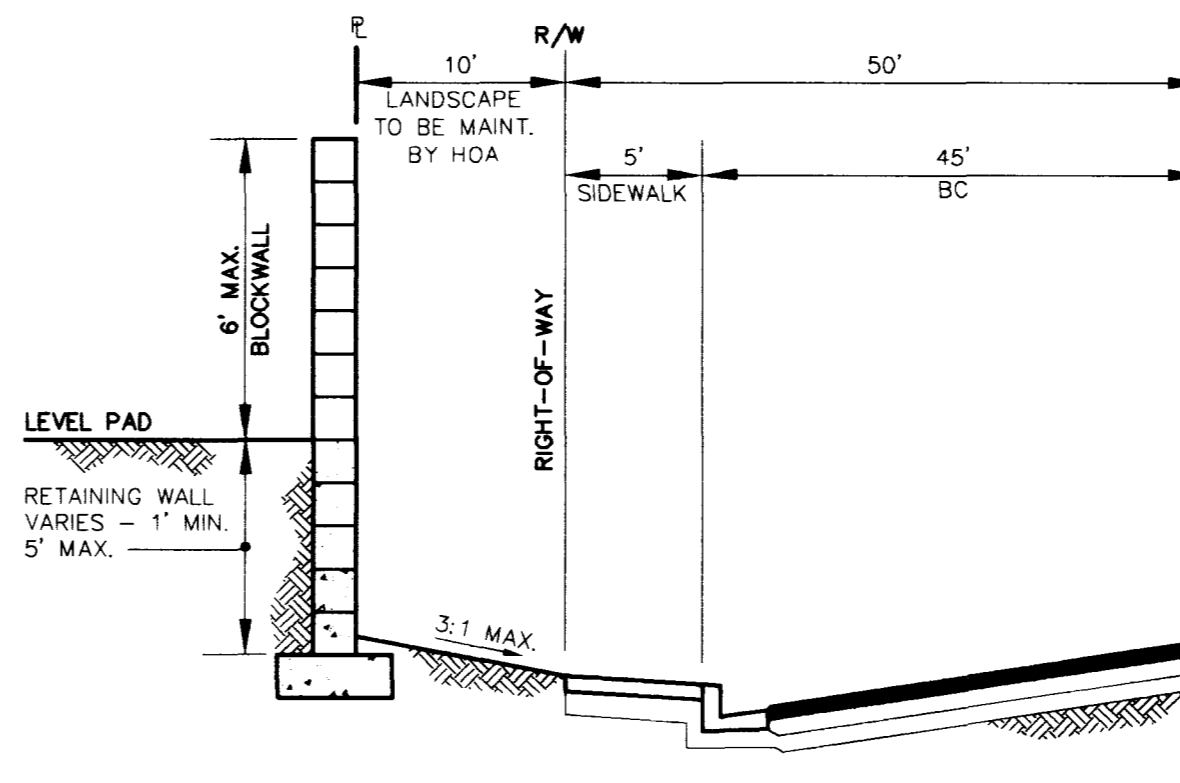 PL
R/W
10'
50'
LANDSCAPE
TO BE MAINT.
BY HOA
5'
SIDEWALK
45'
BC
6' MAX.
BLOCKWALL
RIGHT-OF-WAY
LEVEL PAD
RETAINING WALL
VARIES – 1' MIN.
5' MAX.
3:1 MAX.